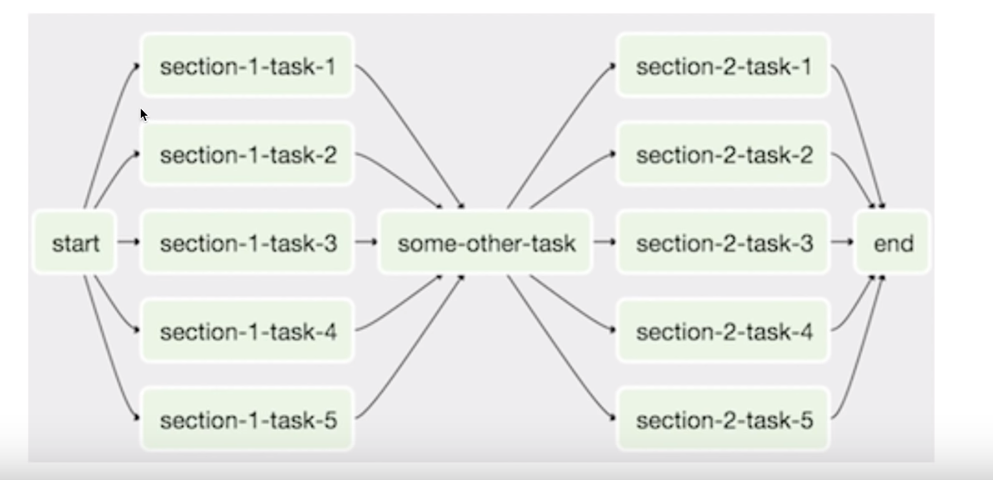 start
section-1-task-1
section-1-task-2
section-1-task-3
section-1-task-4
section-1-task-5
some-other-task
section-2-task-1
section-2-task-2
section-2-task-3
section-2-task-4
section-2-task-5
end